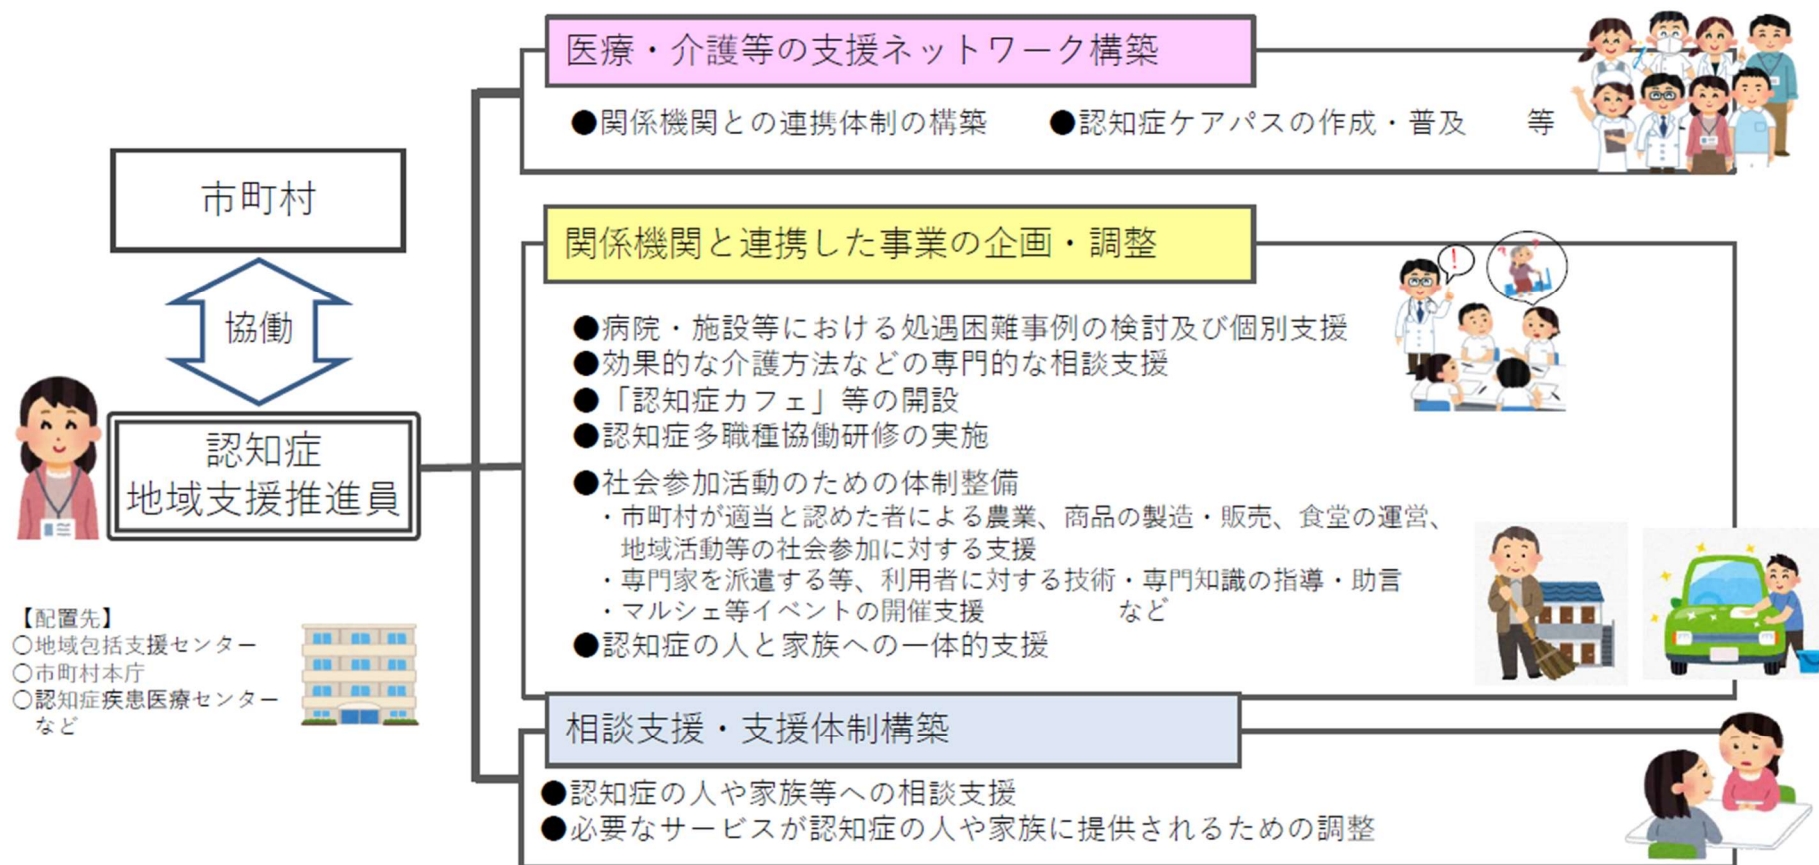 市町村
協働
認知症
地域支援推進員
【配置先】
○地域包括支援センター
○市町村本庁
○認知症疾患医療センター
など
医療・介護等の支援ネットワーク構築
●関係機関との連携体制の構築　●認知症ケアパスの作成・普及　等
関係機関と連携した事業の企画・調整
●病院・施設等における処遇困難事例の検討及び個別支援
●効果的な介護方法などの専門的な相談支援
●「認知症カフェ」等の開設
●認知症多職種協働研修の実施
●社会参加活動のための体制整備
・市町村が適当と認めた者による農業、商品の製造・販売、食堂の運営、
地域活動等の社会参加に対する支援
・専門家を派遣する等、利用者に対する技術・専門知識の指導・助言
・マルシェ等イベントの開催支援　など
●認知症の人と家族への一体的支援
!
? ?
相談支援・支援体制構築
●認知症の人や家族等への相談支援
●必要なサービスが認知症の人や家族に提供されるための調整